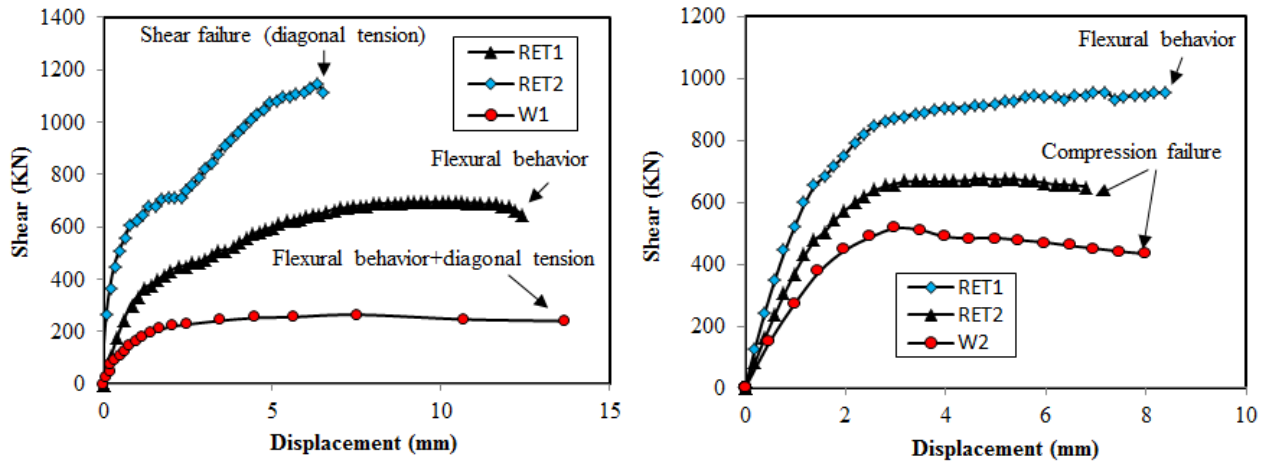 1400
1200
1000
800
600
400
200
0
Shear (KN)
Shear failure (diagonal tension)
RET1
RET2
W1
Flexural behavior
Flexural behavior+diagonal tension
0 5 10 15
Displacement (mm)
1200
1000
800
600
400
200
0
Shear (KN)
Flexural behavior
Compression failure
RET1
RET2
W2
0 2 4 6 8 10
Displacement (mm)